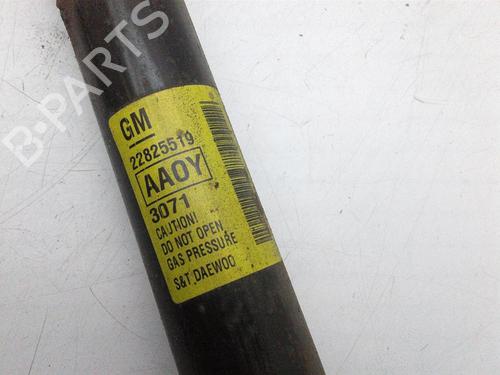 B-PARTS
GM
22825519
AAOY
3071
CAUTION!
DO NOT OPEN
GAS PRESSURE
S&T DAEWOO